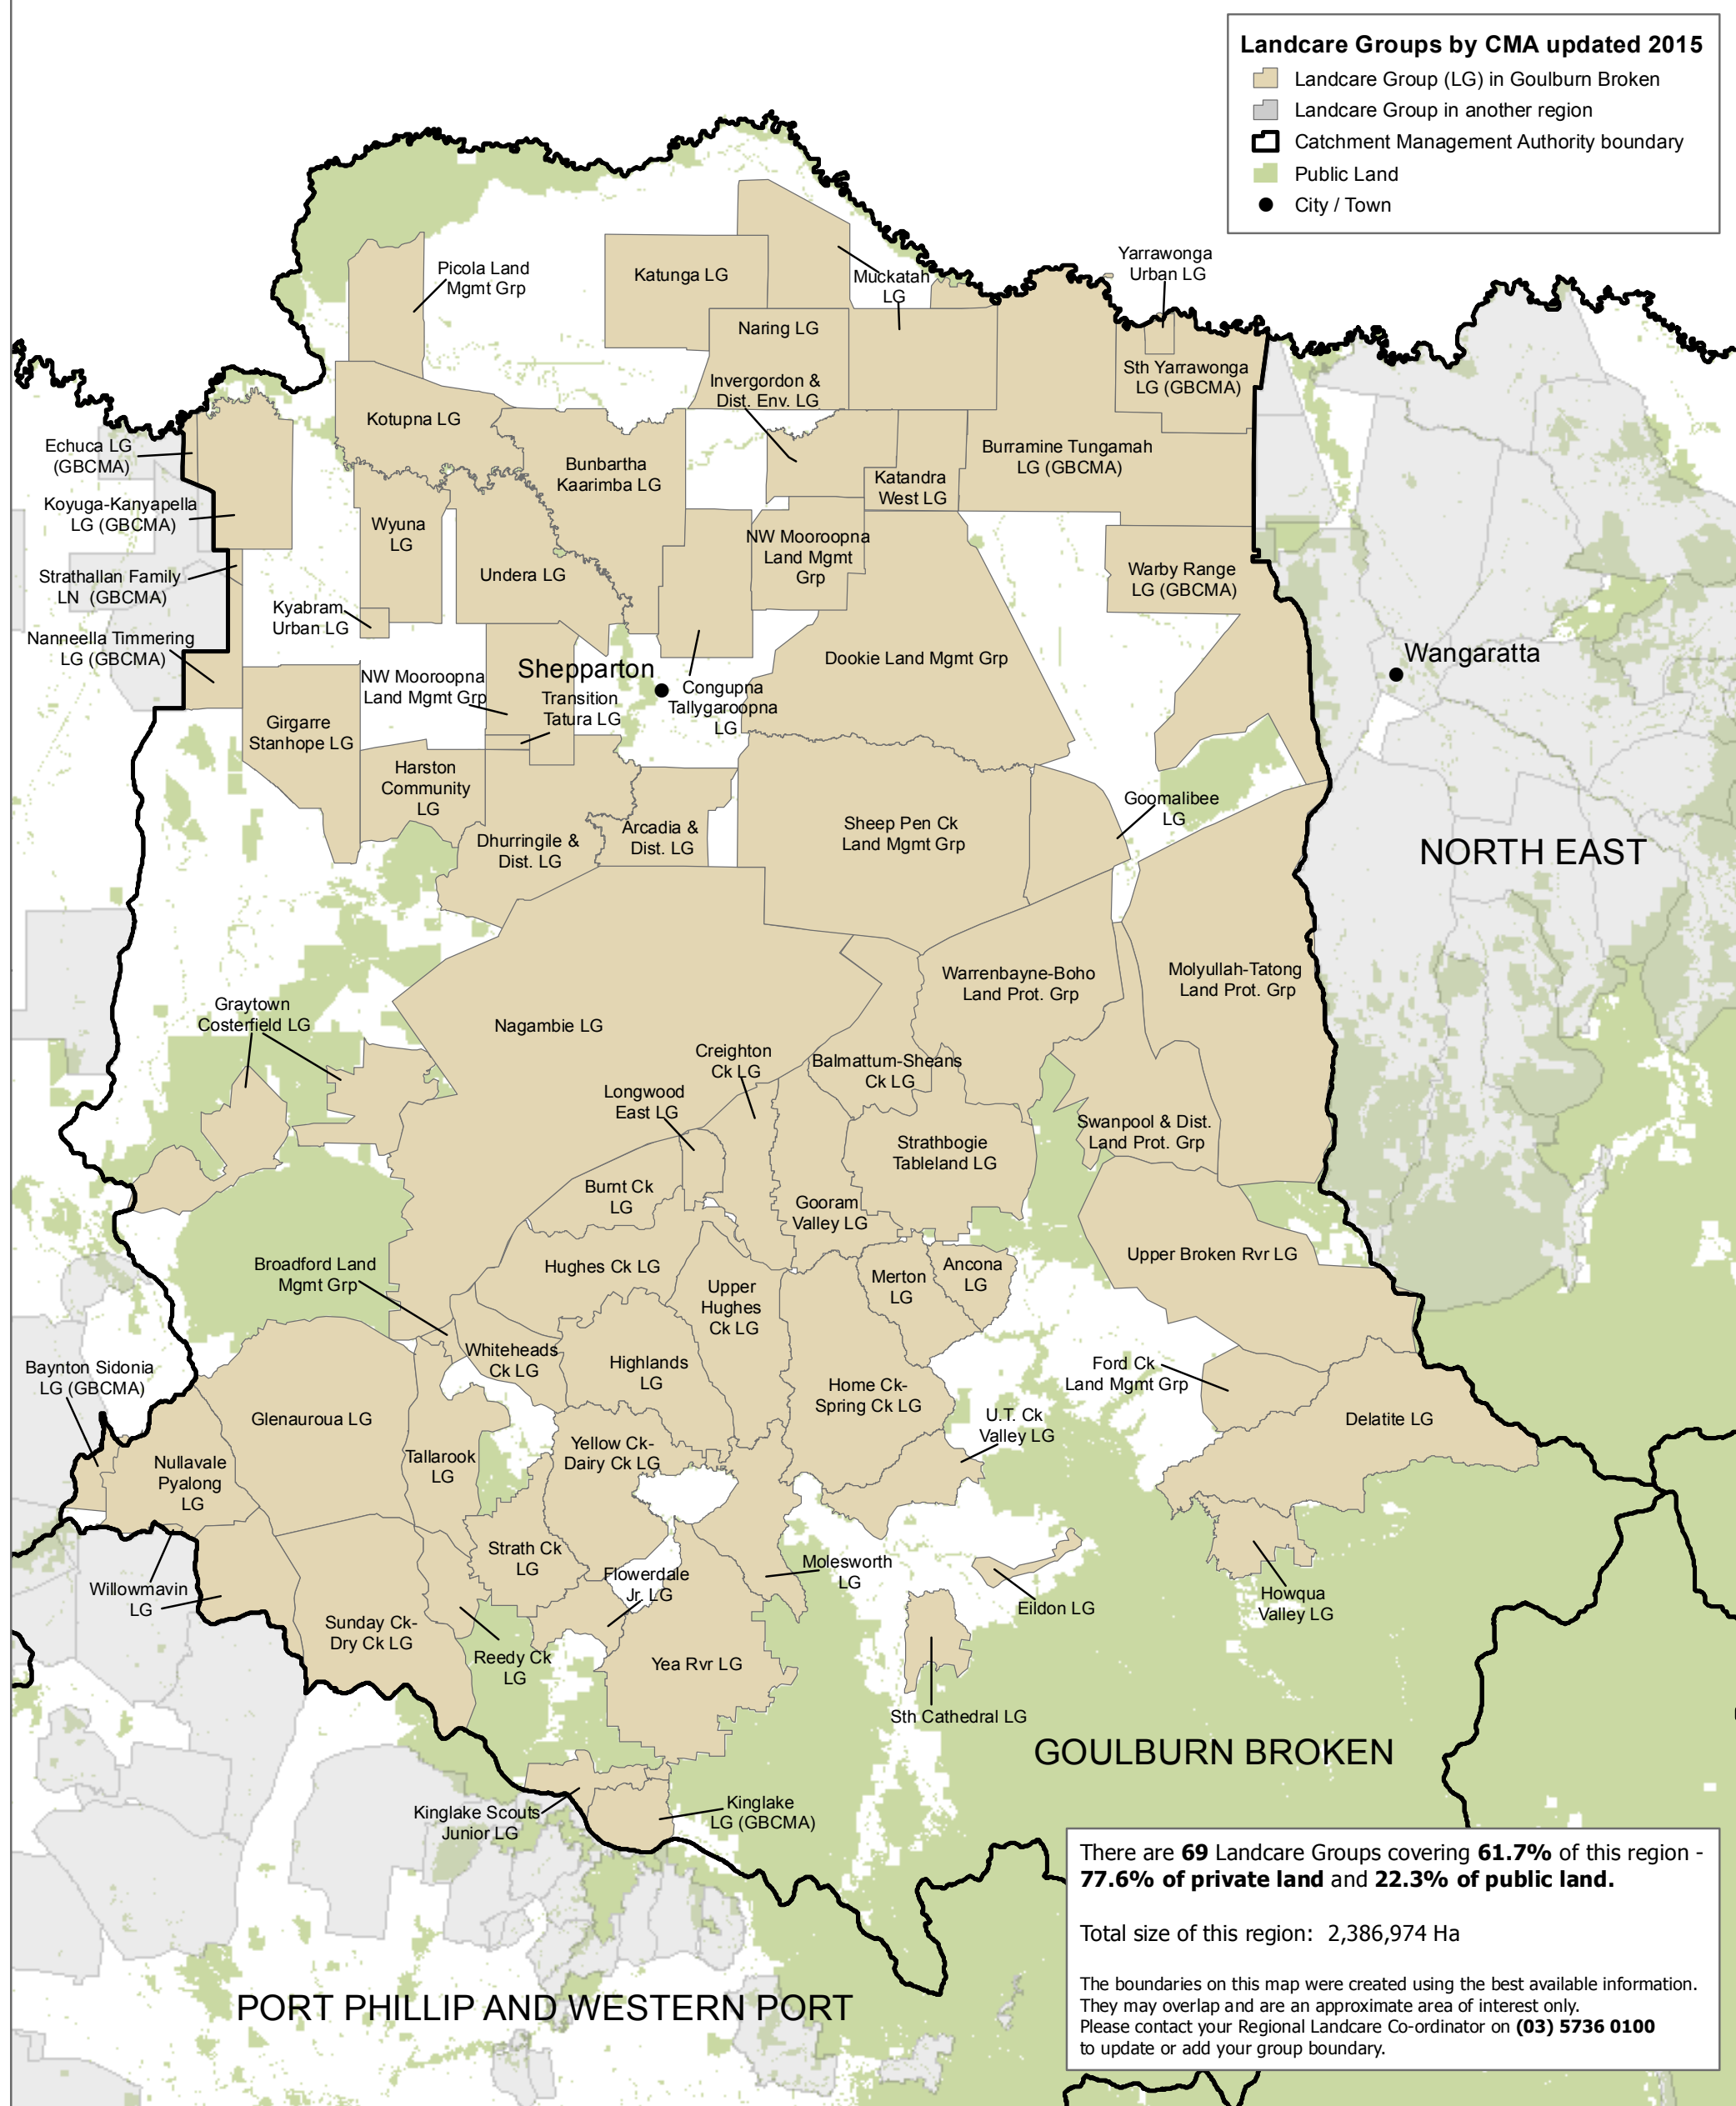 Landcare Groups by CMA updated 2015
Landcare Group (LG) in Goulburn Broken
Landcare Group in another region
Catchment Management Authority boundary
Public Land
City / Town
Yarrawonga
Urban LG
Picola Land
Mgmt Grp
Katunga LG
Muckatah
LG
Naring LG
Sth Yarrawonga
LG (GBCMA)
Invergordon &
Dist. Env. LG
Kotupna LG
Echuca LG
(GBCMA)
Bunbartha
Kaarimba LG
Burramine Tungamah
LG (GBCMA)
Katandra
West LG
Koyuga-Kanyapella
LG (GBCMA)
Wyuna
LG
NW Mooroopna
Land Mgmt
Grp
Undera LG
Strathallan Family
LN (GBCMA)
Warby Range
LG (GBCMA)
Kyabram
Urban LG
Nanneella Timmering
LG (GBCMA)
Wangaratta
Dookie Land Mgmt Grp
Shepparton
NW Mooroopna
Land Mgmt Grp
Transition
Tatura LG
Congupna
Tallygaroopna
LG
Girgarre
Stanhope LG
Harston
Community
LG
Goomalibee
LG
Arcadia &
Dist. LG
Sheep Pen Ck
Land Mgmt Grp
Dhurringile &
Dist. LG
NORTH EAST
Warrenbayne-Boho
Land Prot. Grp
Molyullah-Tatong
Land Prot. Grp
Graytown
Costerfield LG
Nagambie LG
Creighton
Ck LG
Balmattum-Sheans
Ck LG
Longwood
East LG
Swanpool & Dist.
Land Prot. Grp
Strathbogie
Tableland LG
Burnt Ck
LG
Gooram
Valley LG
Upper Broken Rvr LG
Broadford Land
Mgmt Grp
Hughes Ck LG
Ancona
LG
Merton
LG
Upper
Hughes
Ck LG
Whiteheads
Ck LG
Highlands
LG
Ford Ck
Land Mgmt Grp
Baynton Sidonia
LG (GBCMA)
Home Ck-
Spring Ck LG
Glenauroua LG
Delatite LG
U.T. Ck
Valley LG
Yellow Ck-
Dairy Ck LG
Tallarook
LG
Nullavale
Pyalong
LG
Strath Ck
LG
Molesworth
LG
Flowerdale
Jr. LG
Willowmavin
LG
Eildon LG
Howqua
Valley LG
Sunday Ck-
Dry Ck LG
Reedy Ck
LG
Yea Rvr LG
Sth Cathedral LG
GOULBURN BROKEN
Kinglake Scouts
Junior LG
Kinglake
LG (GBCMA)
There are 69 Landcare Groups covering 61.7% of this region -
77.6% of private land and 22.3% of public land.
Total size of this region: 2,386,974 Ha
The boundaries on this map were created using the best available information.
They may overlap and are an approximate area of interest only.
Please contact your Regional Landcare Co-ordinator on (03) 5736 0100
to update or add your group boundary.
PORT PHILLIP AND WESTERN PORT